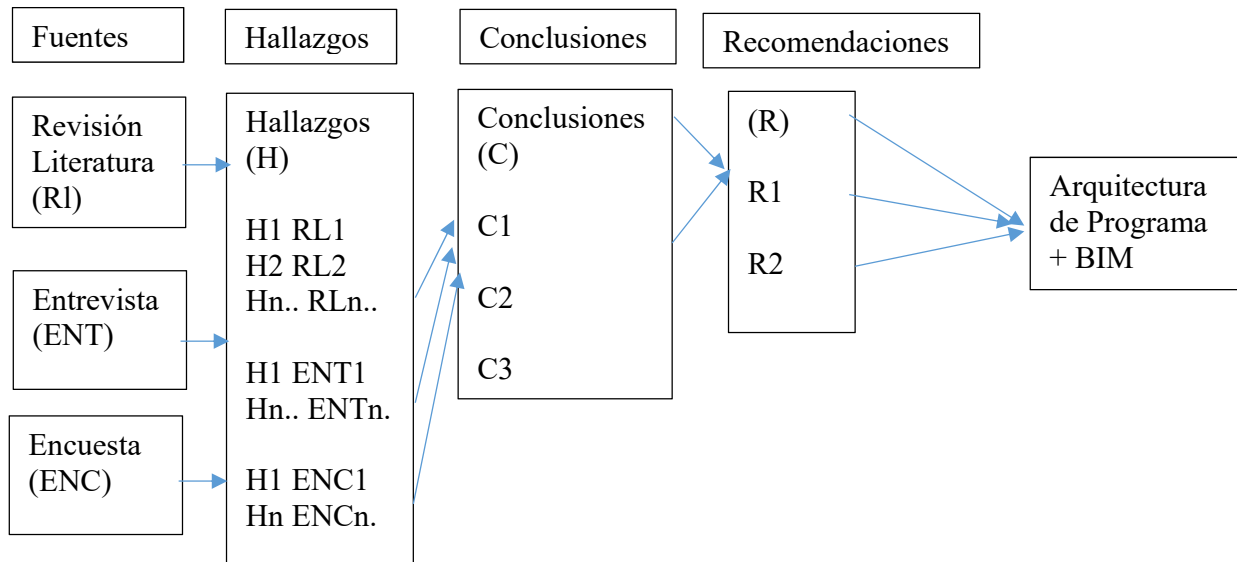 Fuentes
Hallazgos
Conclusiones
Recomendaciones
Revisión
Literatura
(Rl)
Entrevista
(ENT)
Encuesta
(ENC)
Hallazgos
(H)
H1 RL1
H2 RL2
Hn.. RLn..
H1 ENT1
Hn.. ENTn.
H1 ENC1
Hn ENCn.
Conclusiones
(C)
C1
C2
C3
(R)
R1
R2
Arquitectura
de Programa
+ BIM